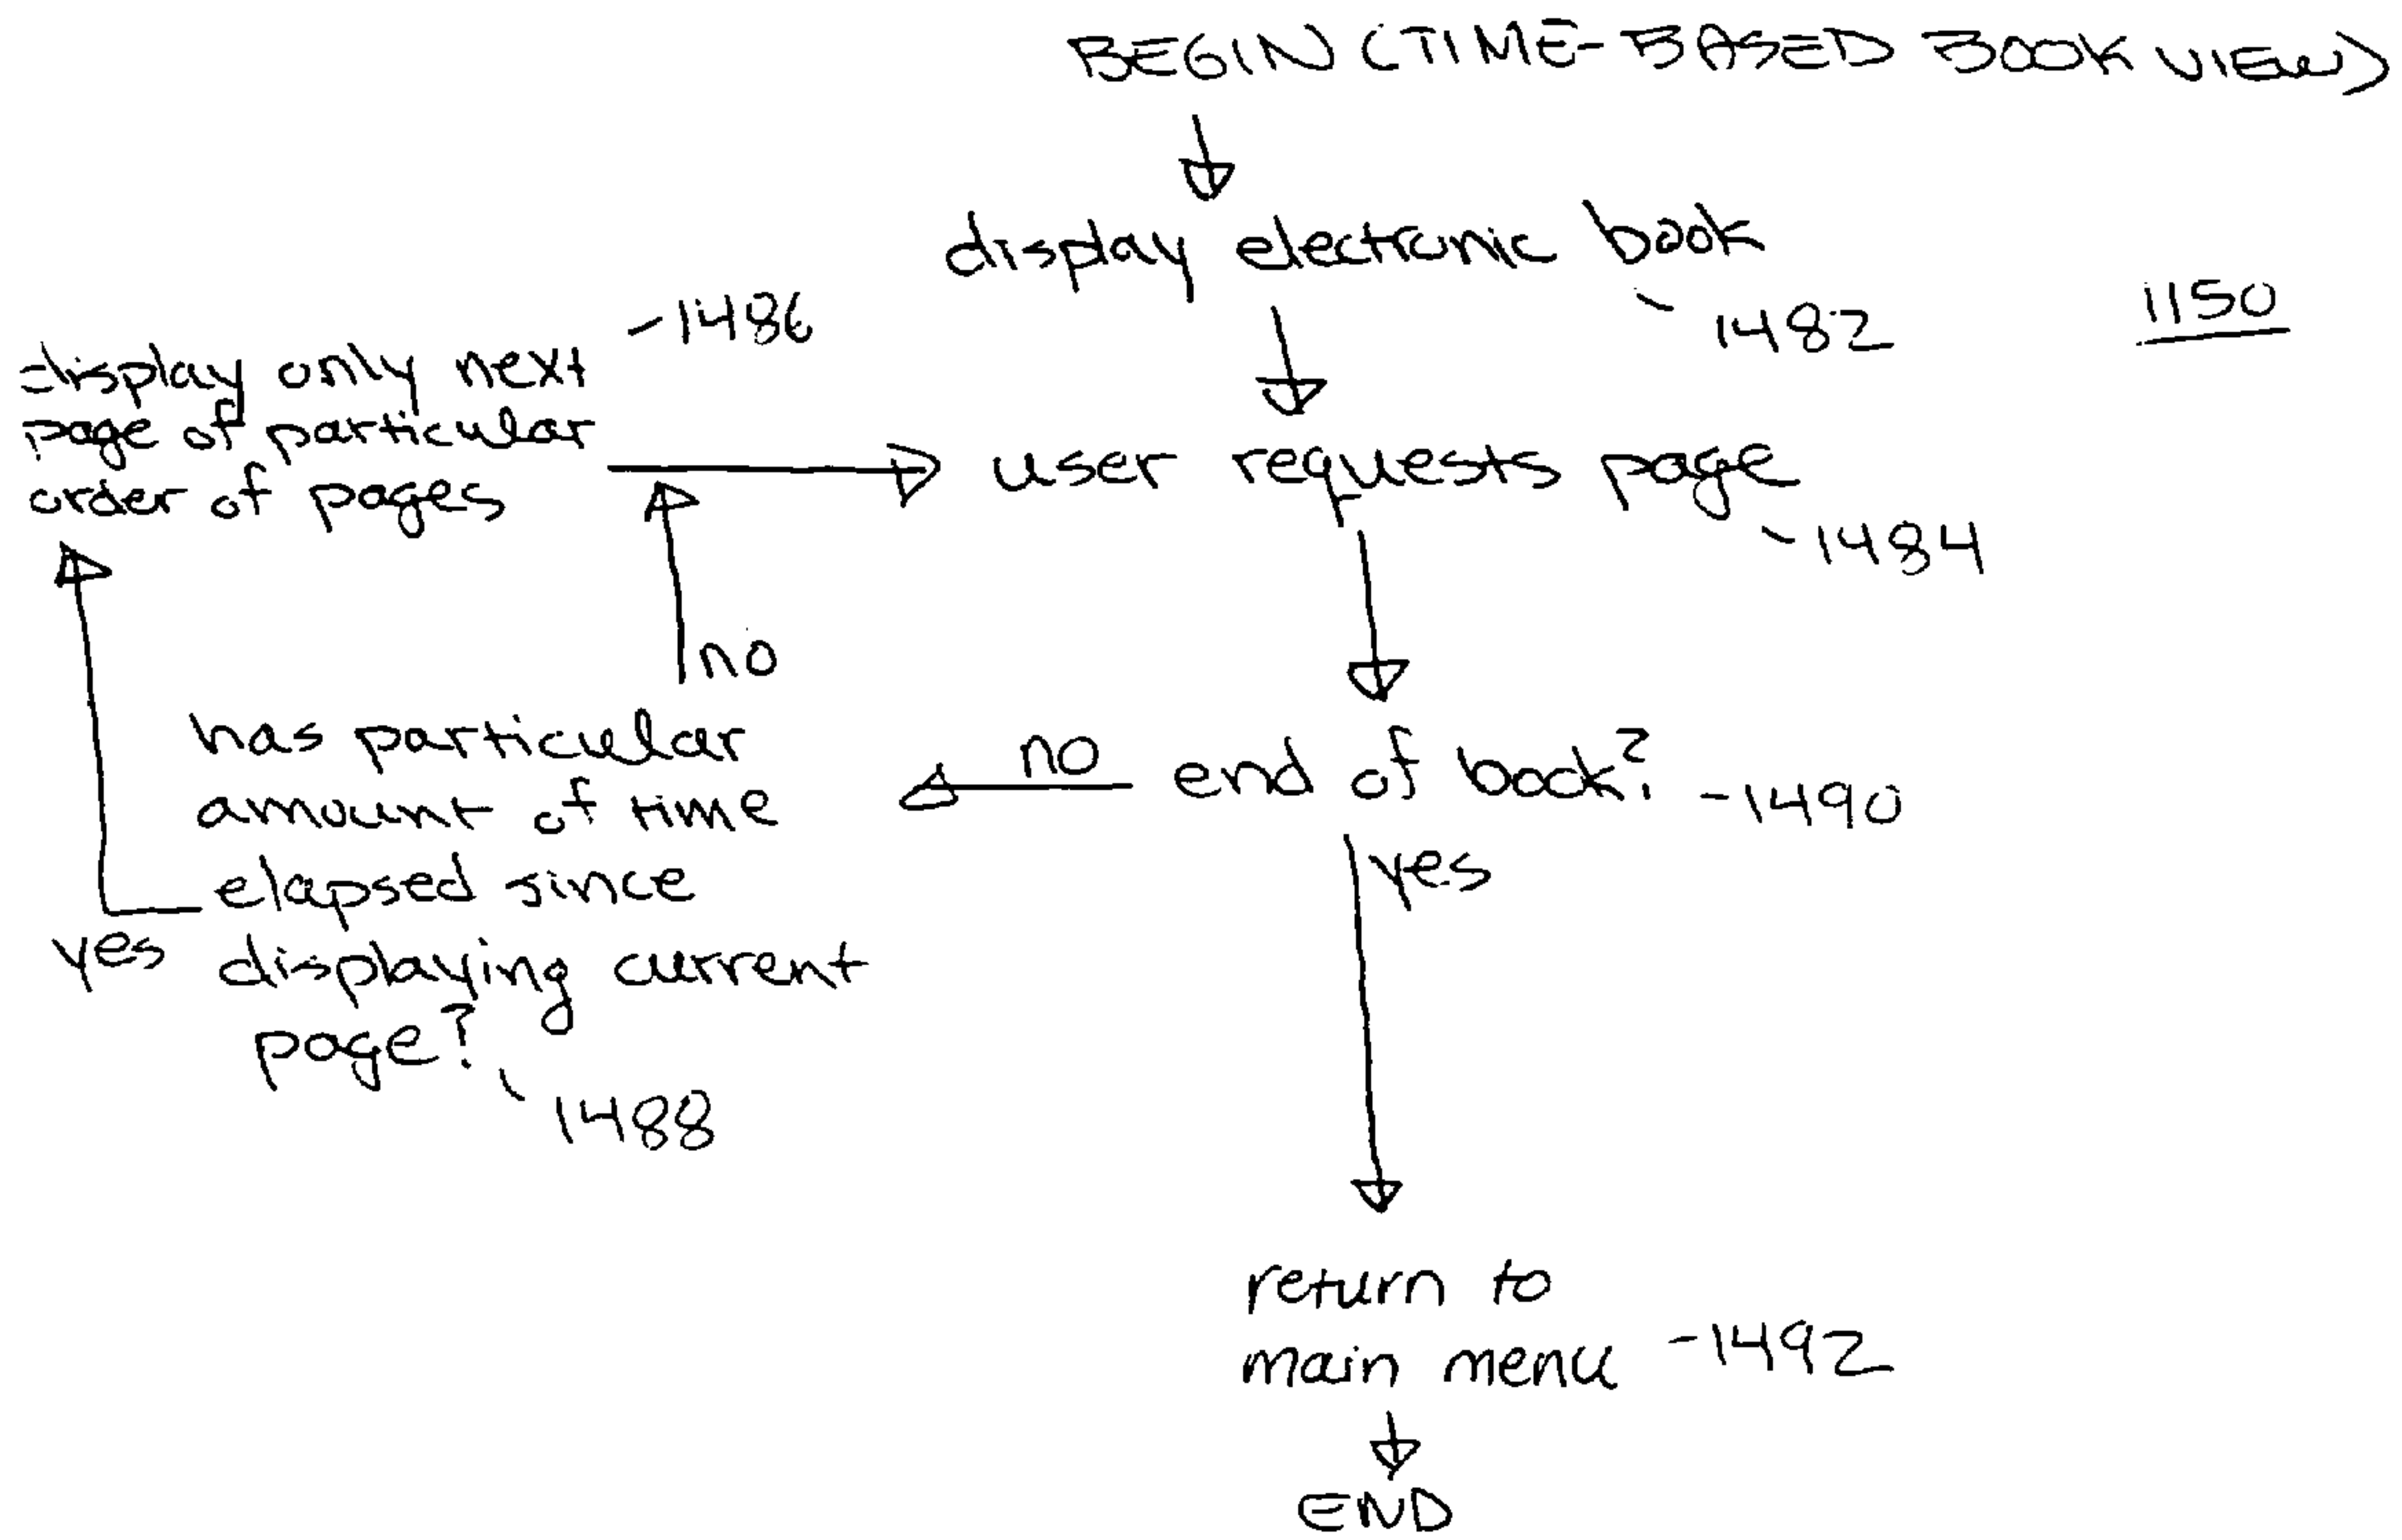 BEGIN (TIME-BASED BOOK VIEW)
display electronic book
-1482
1150
-1486
display only next
page of particular
order of pages
user requests page
-1484
no
has particular
amount of time
elapsed since
displaying current
page?
-1488
yes
no
end of book?
-1490
yes
return to
main menu
-1492
END